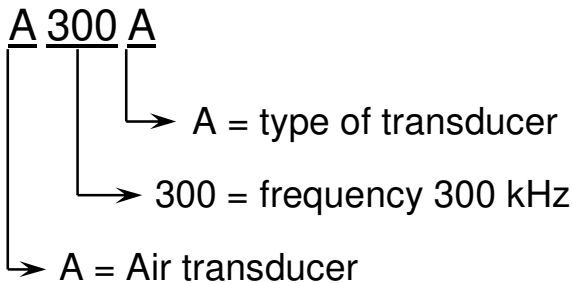 A 300 A
A = type of transducer
300 = frequency 300 kHz
A = Air transducer